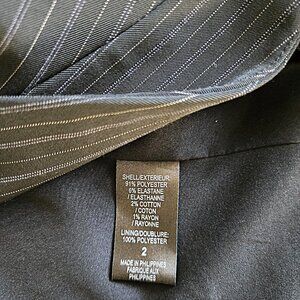 SHELL/EXTERIEUR:
91% POLYESTER
6% ELASTANE
/ ELASTHANNE
2% COTTON
/ COTON
1% RAYON
/ RAYONNE
LINING/DOUBLURE:
100% POLYESTER
2
MADE IN
PHILIPPINES
FABRIQUE AUX
PHILIPPINES